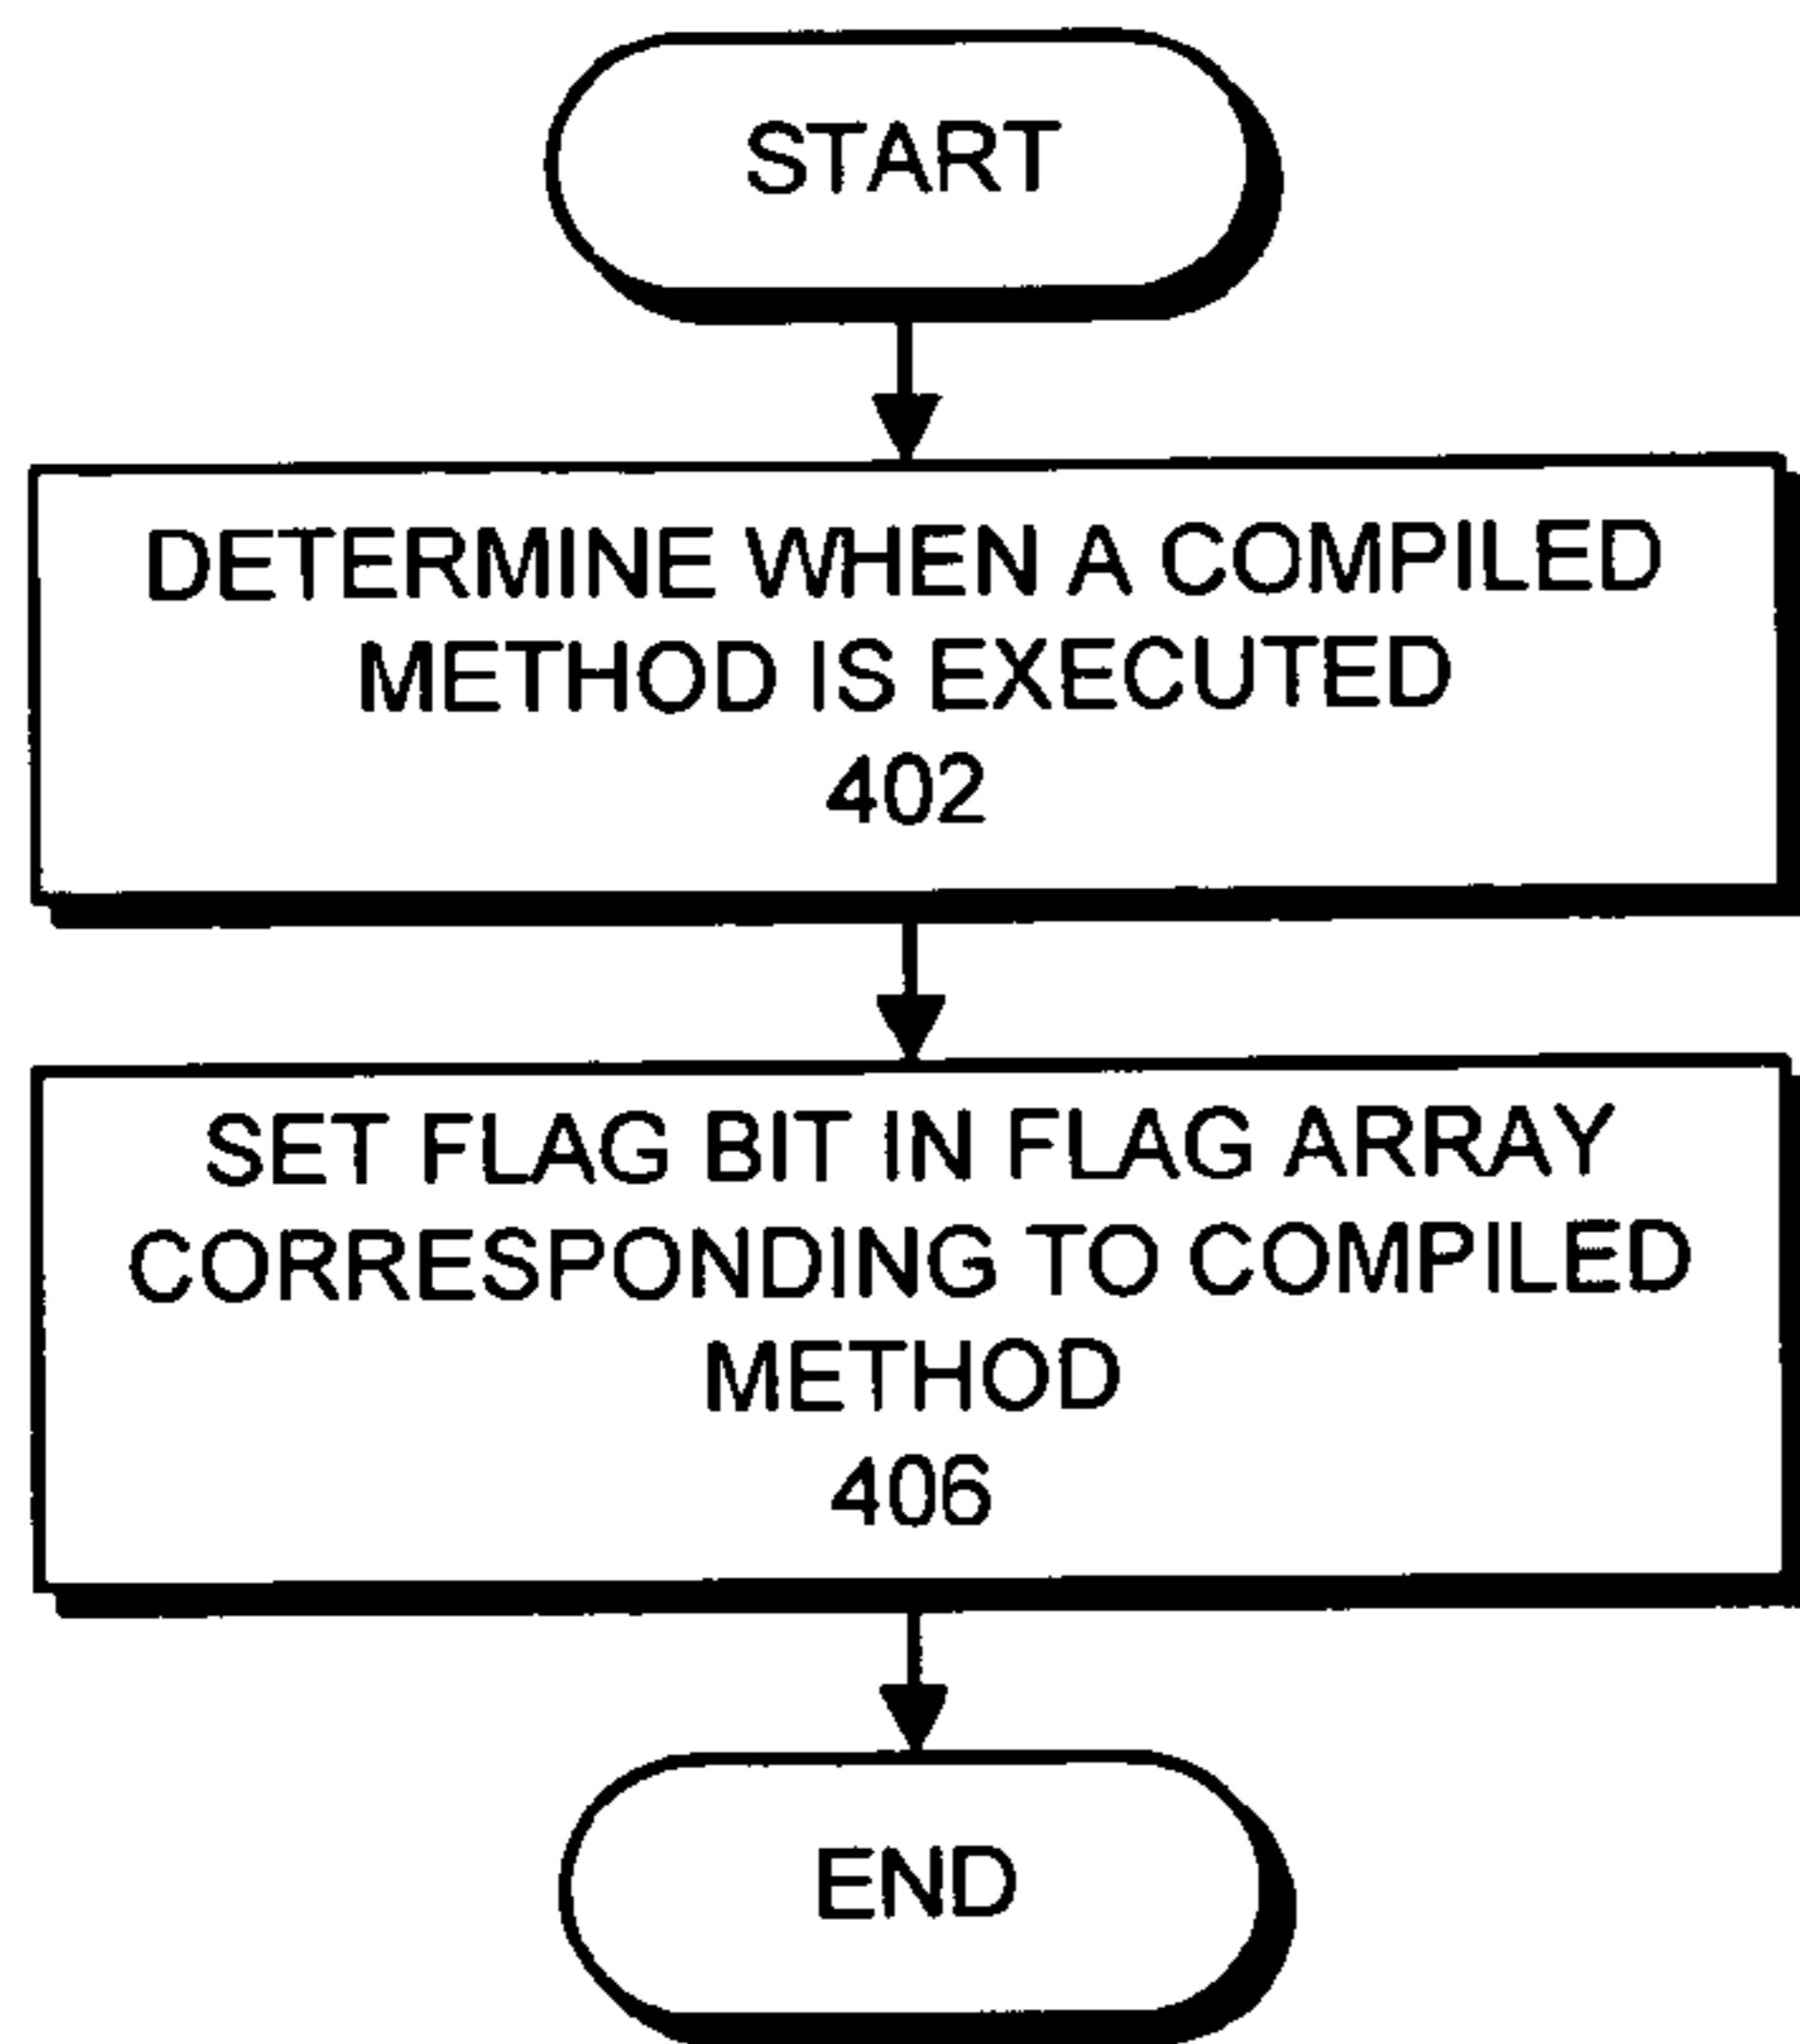 START
DETERMINE WHEN A COMPILED
METHOD IS EXECUTED
402
SET FLAG BIT IN FLAG ARRAY
CORRESPONDING TO COMPILED
METHOD
406
END